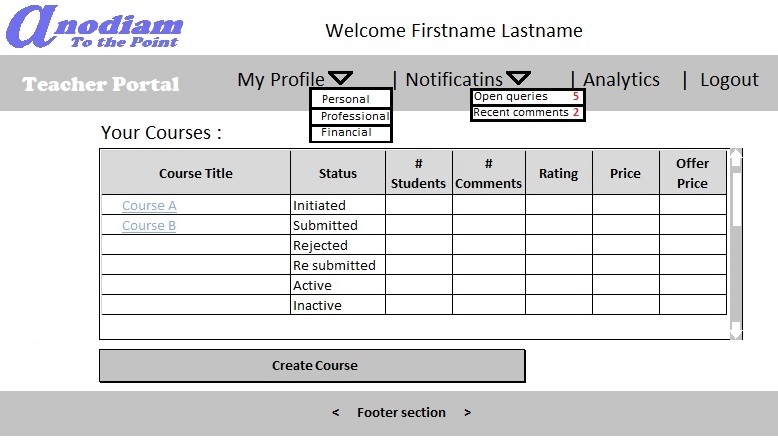 Anodiam
To the Point
Welcome Firstname Lastname
Teacher Portal
My Profile | Notificatins | Analytics | Logout
Personal
Professional
Financial
Open queries 5
Recent comments 2
Your Courses :
Course Title Status # Students # Comments Rating Price Offer Price
Course A Initiated
Course B Submitted
Rejected
Re submitted
Active
Inactive
Create Course
< Footer section >